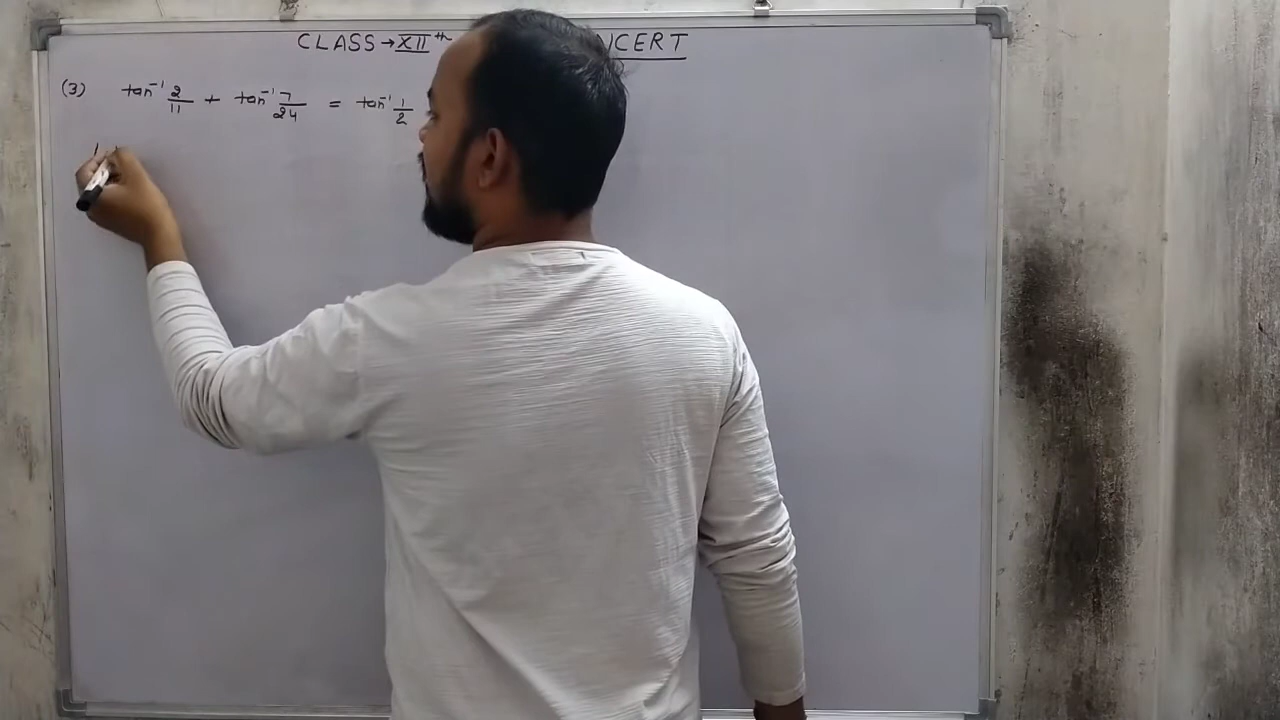 CLASS → XIIth NCERT
(3) tan⁻¹ 2/11 + tan⁻¹ 7/24 = tan⁻¹ 1/2